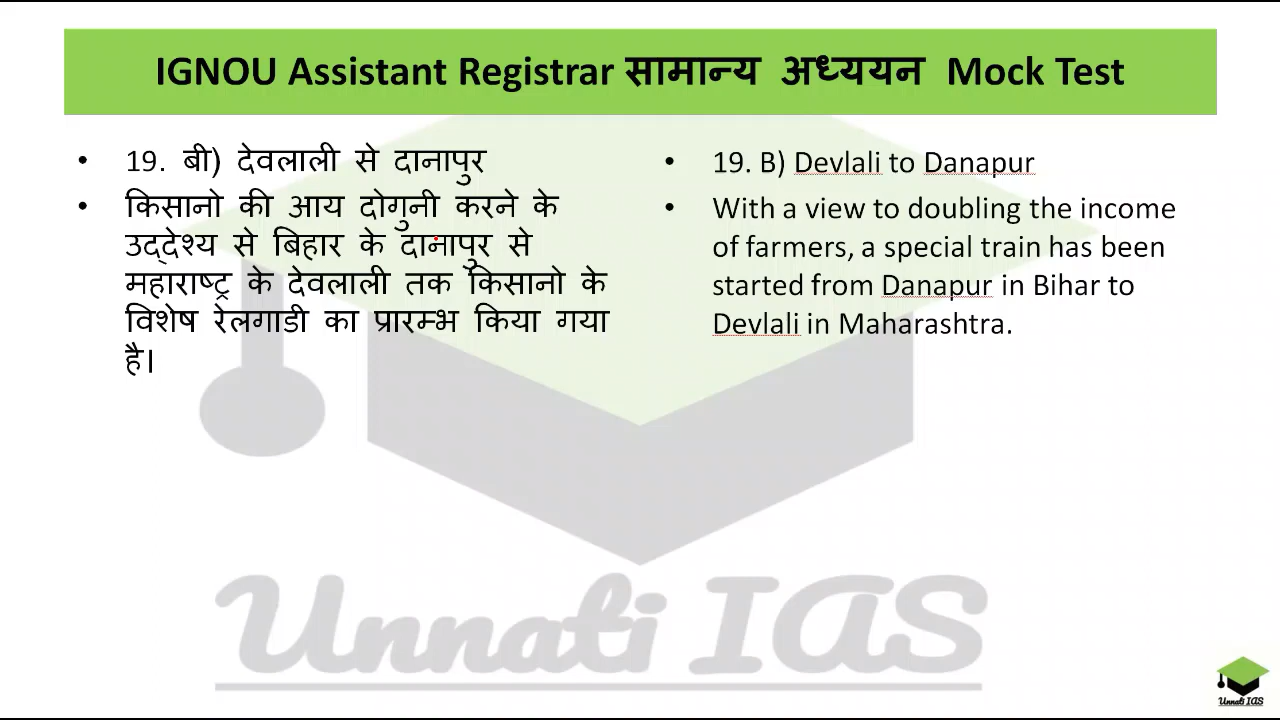 IGNOU Assistant Registrar सामान्य अध्ययन Mock Test
• 19. बी) देवलाली से दानापुर
• किसानो की आय दोगुनी करने के
उद्देश्य से बिहार के दानापुर से
महाराष्ट्र के देवलाली तक किसानो के
विशेष रेलगाडी का प्रारम्भ किया गया
है।
• 19. B) Devlali to Danapur
• With a view to doubling the income
of farmers, a special train has been
started from Danapur in Bihar to
Devlali in Maharashtra.
Unnati IAS
Unnati IAS